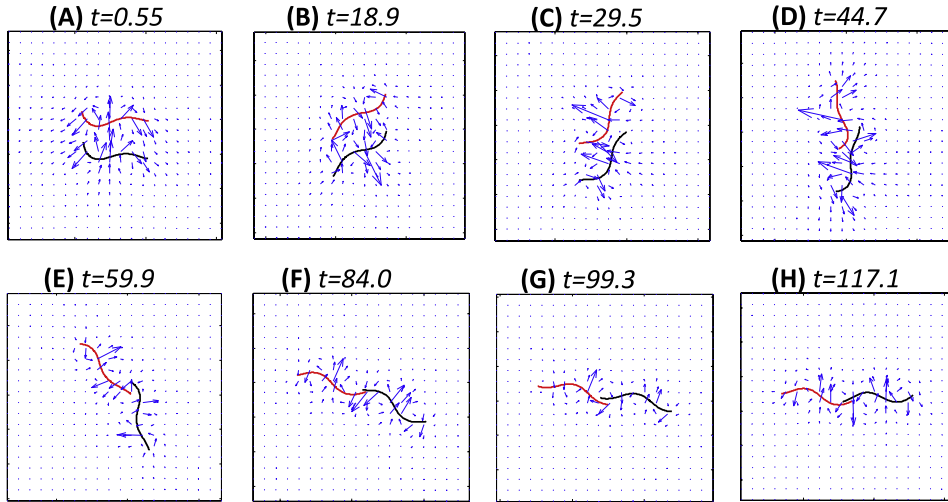 (A) t=0.55
(B) t=18.9
(C) t=29.5
(D) t=44.7
(E) t=59.9
(F) t=84.0
(G) t=99.3
(H) t=117.1